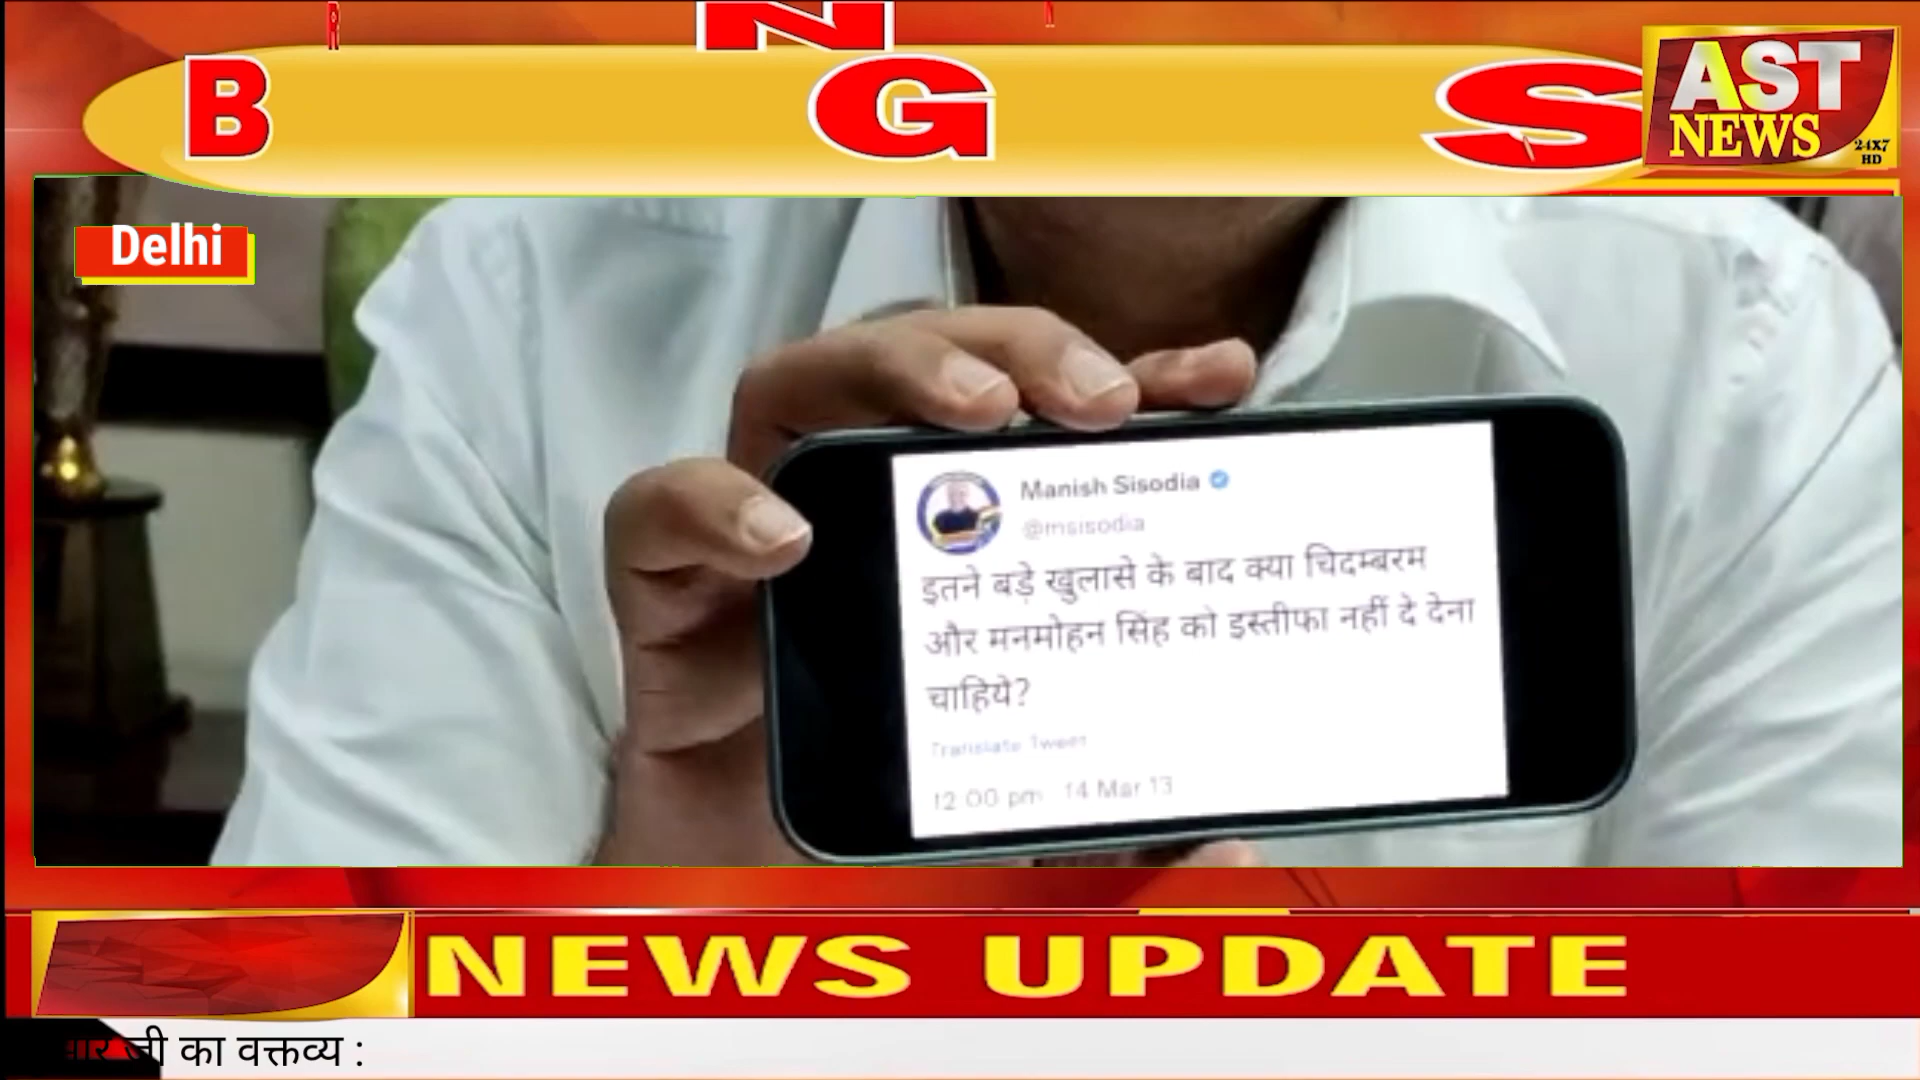 R
N
B G S
AST
NEWS
24X7
HD
Delhi
Manish Sisodia
@msisodia
इतने बड़े खुलासे के बाद क्या चिदम्बरम
और मनमोहन सिंह को इस्तीफा नहीं दे देना
चाहिये?
Translate Tweet
12:00 pm 14 Mar 13
NEWS UPDATE
जी का वक्तव्य :